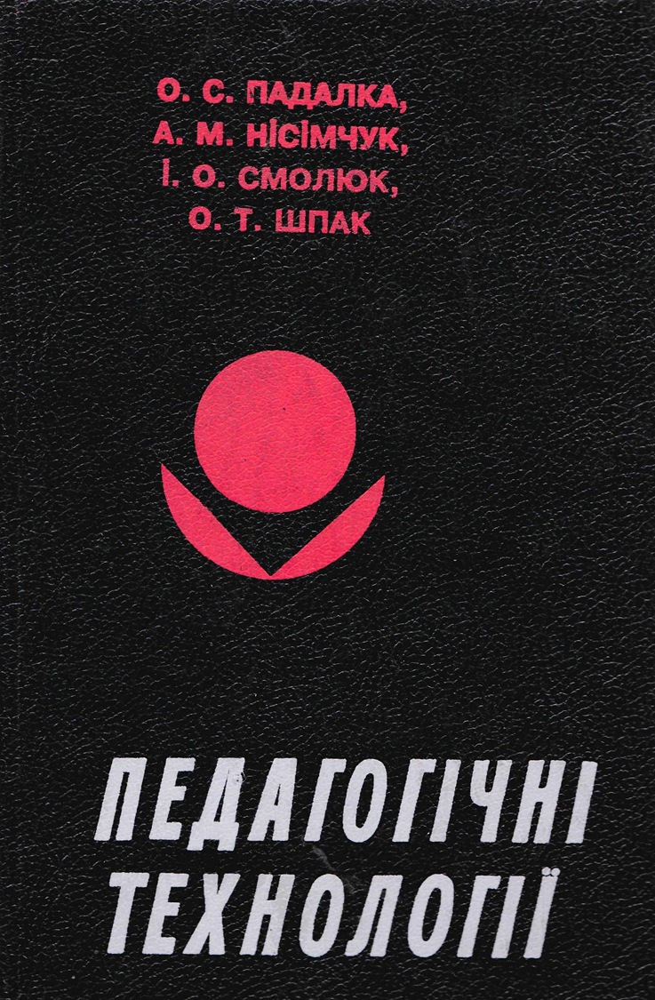 О. С. ПАДАЛКА,
А. М. НІСІМЧУК,
І. О. СМОЛЮК,
О. Т. ШПАК
ПЕДАГОГІЧНІ
ТЕХНОЛОГІЇ